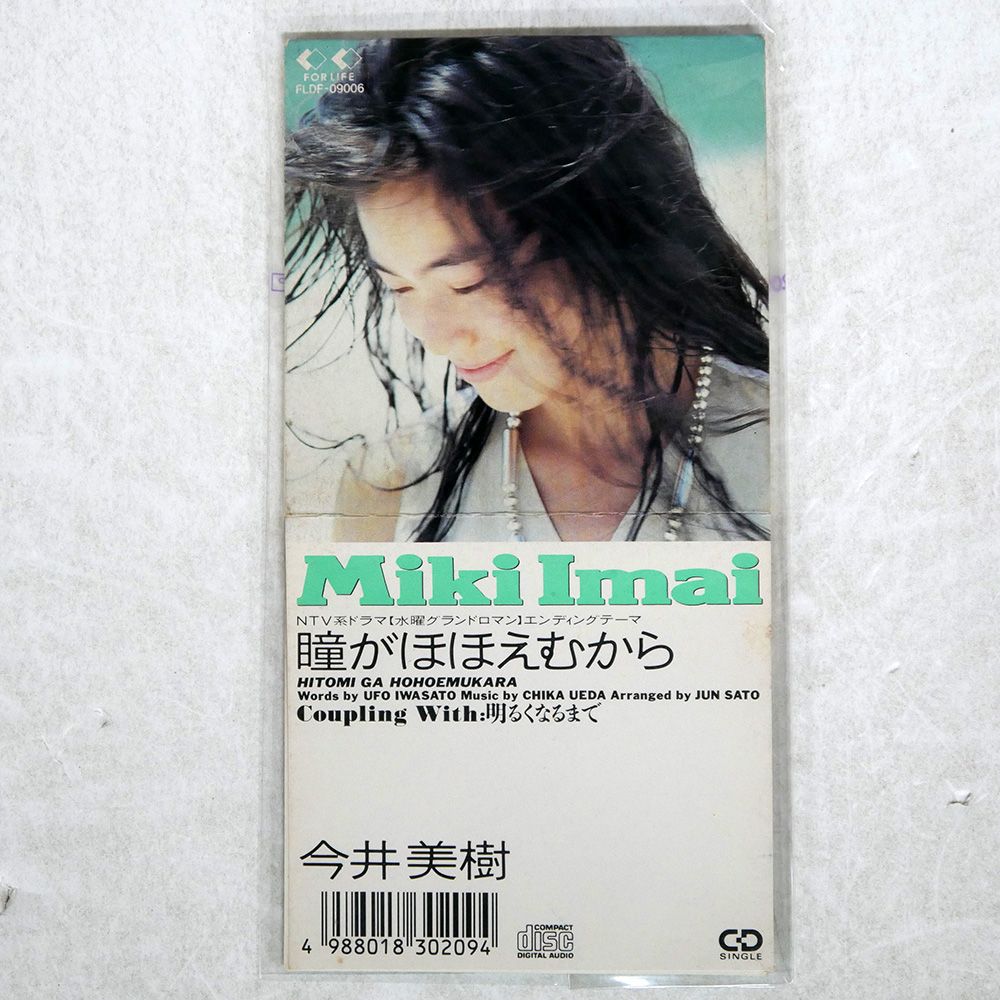 FOR LIFE
FLDF-09006
Miki Imai
NTV系ドラマ【水曜グランドロマン】エンディングテーマ
瞳がほほえむから
HITOMI GA HOHOEMUKARA
Words by UFO IWASATO Music by CHIKA UEDA Arranged by JUN SATO
Coupling With:明るくなるまで
今井美樹
4 988018 302094
COMPACT
disc
DIGITAL AUDIO
CD
SINGLE